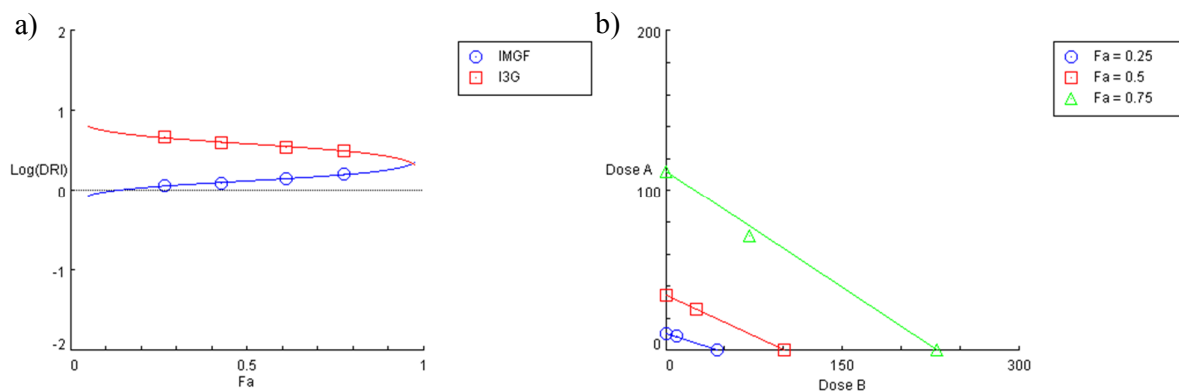 a)
2
1
Log(DRI)
0
-1
-2
0
0.5
1
Fa
IMGF
I3G
b)
200
Dose A
100
0
0
150
300
Dose B
Fa = 0.25
Fa = 0.5
Fa = 0.75